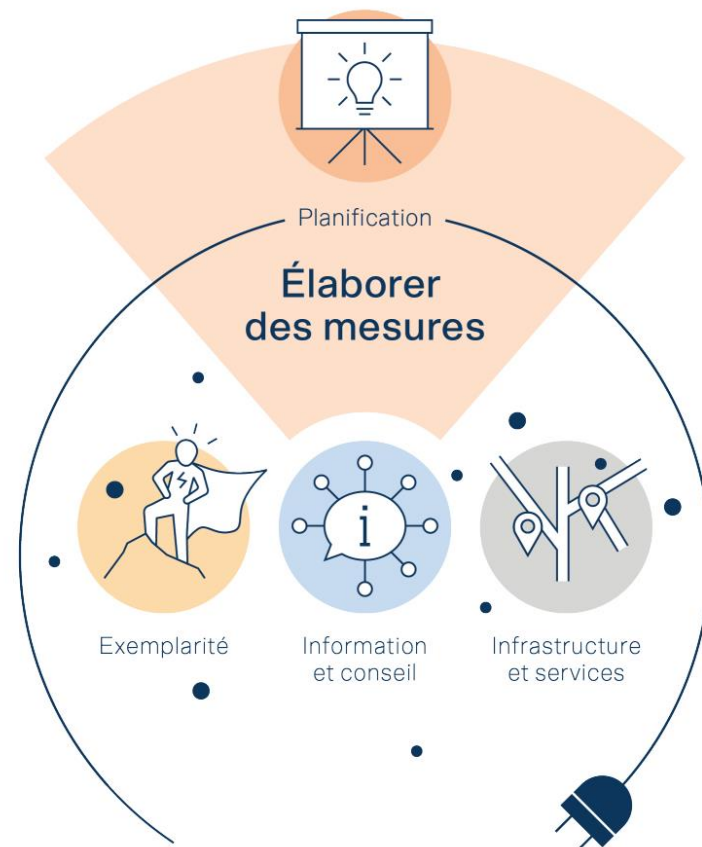 Planification
Élaborer
des mesures
i
Exemplarité
Information
et conseil
Infrastructure
et services